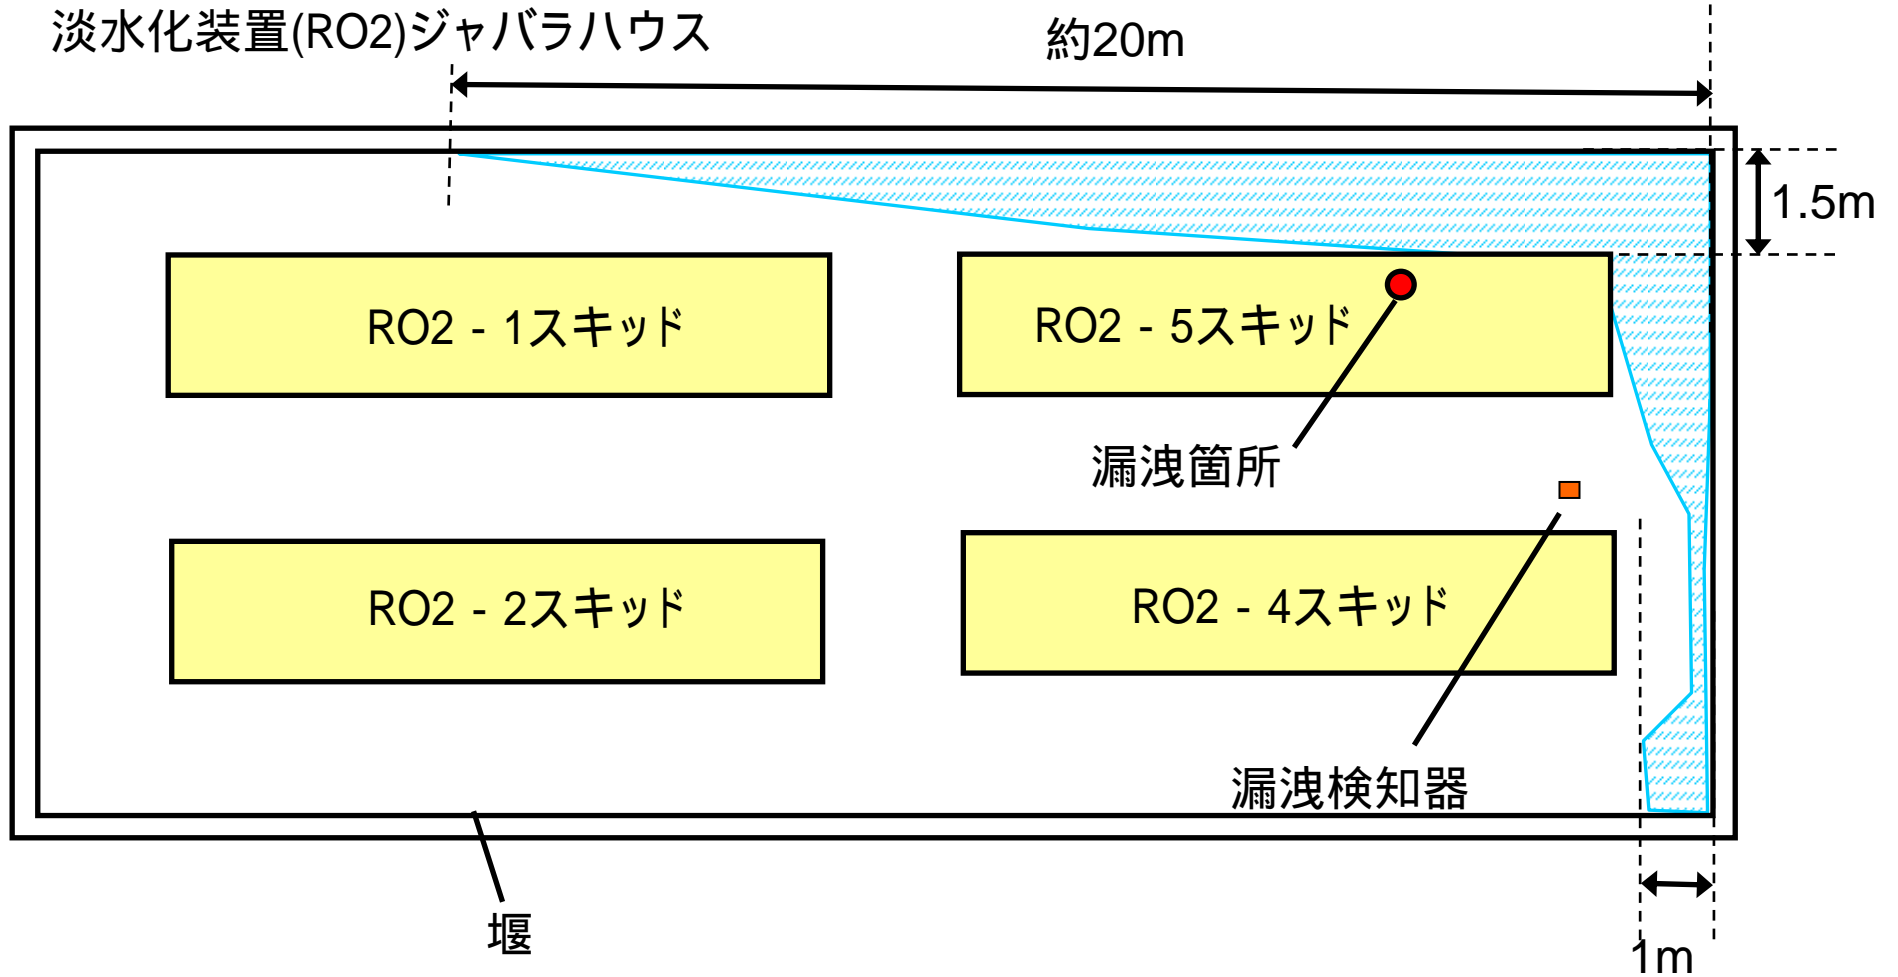 淡水化装置(RO2)ジャバラハウス
約20m
1.5m
RO2 - 1スキッド
RO2 - 5スキッド
漏洩箇所
RO2 - 2スキッド
RO2 - 4スキッド
漏洩検知器
堰
1m